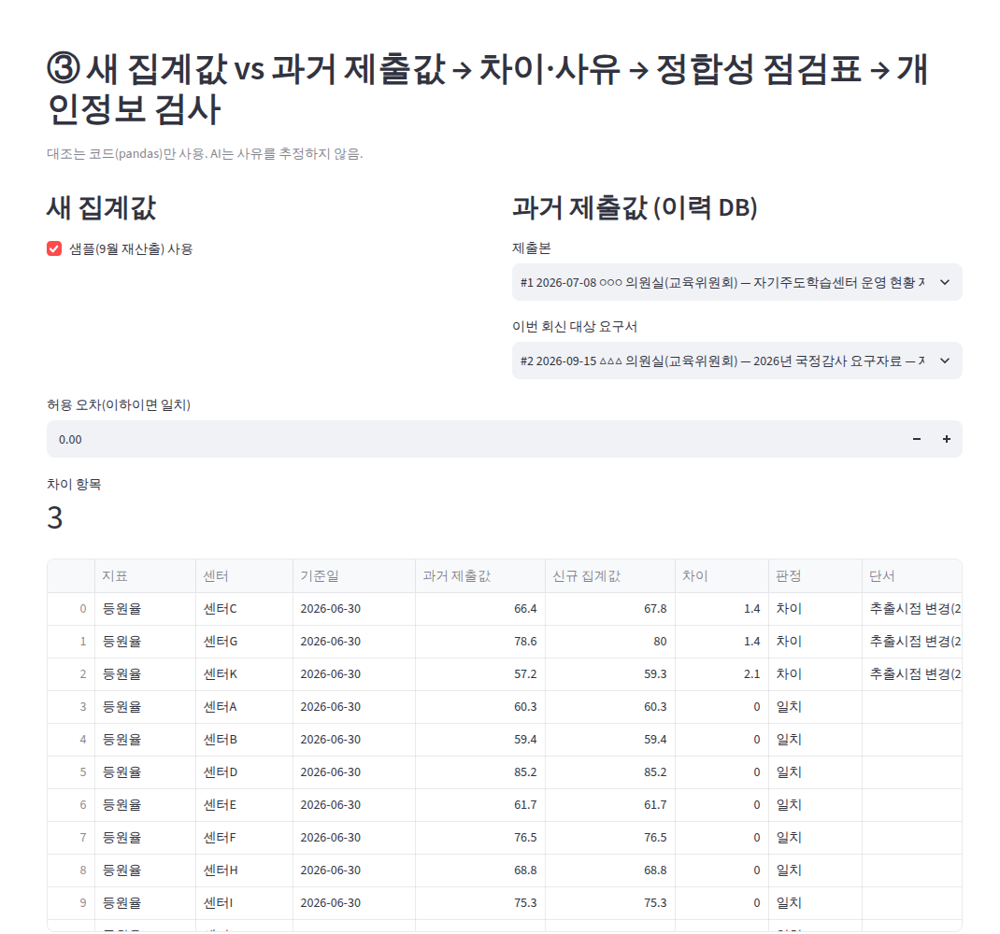 ③ 새 집계값 vs 과거 제출값 → 차이·사유 → 정합성 점검표 → 개
인정보 검사
대조는 코드(pandas)만 사용. AI는 사유를 추정하지 않음.
새 집계값
샘플(9월 재산출) 사용
과거 제출값 (이력 DB)
제출본
#1 2026-07-08 ○○○ 의원실(교육위원회) — 자기주도학습센터 운영 현황
이번 회신 대상 요구서
#2 2026-09-15 △△△ 의원실(교육위원회) — 2026년 국정감사 요구자료 —
허용 오차(이하이면 일치)
0.00
차이 항목
3
지표 센터 기준일 과거 제출값 신규 집계값 차이 판정 단서
0 등원율 센터C 2026-06-30 66.4 67.8 1.4 차이 추출시점 변경(2
1 등원율 센터G 2026-06-30 78.6 80 1.4 차이 추출시점 변경(2
2 등원율 센터K 2026-06-30 57.2 59.3 2.1 차이 추출시점 변경(2
3 등원율 센터A 2026-06-30 60.3 60.3 0 일치
4 등원율 센터B 2026-06-30 59.4 59.4 0 일치
5 등원율 센터D 2026-06-30 85.2 85.2 0 일치
6 등원율 센터E 2026-06-30 61.7 61.7 0 일치
7 등원율 센터F 2026-06-30 76.5 76.5 0 일치
8 등원율 센터H 2026-06-30 68.8 68.8 0 일치
9 등원율 센터I 2026-06-30 75.3 75.3 0 일치